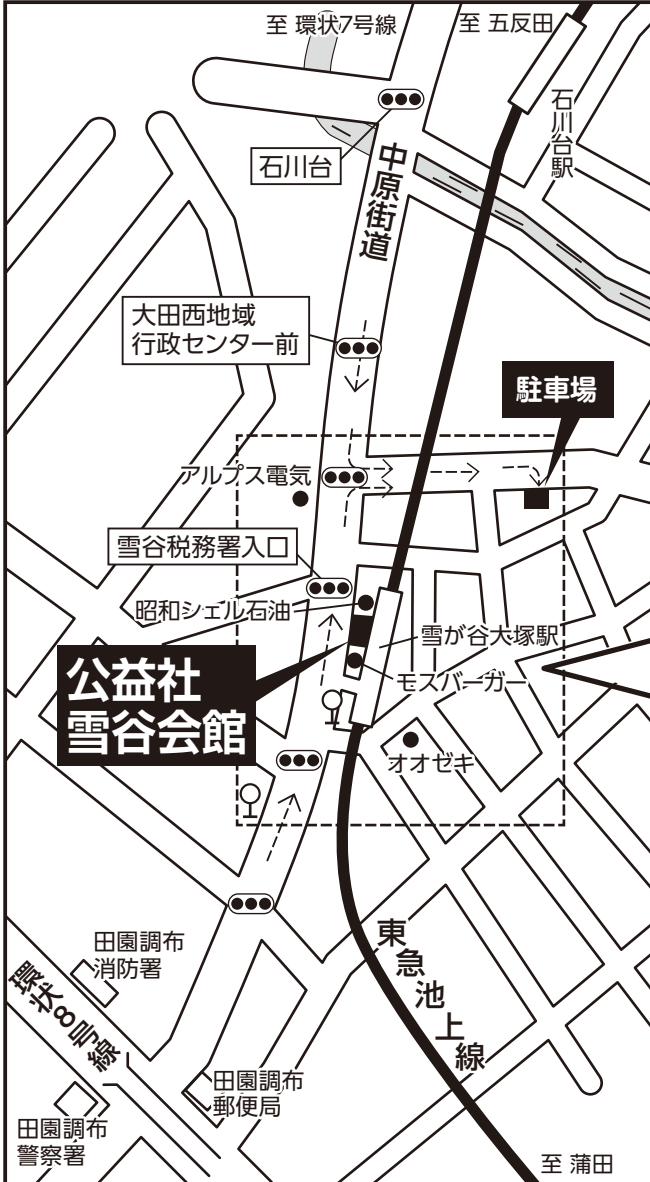 至 環状7号線
至 五反田
石川台駅
石川台
中原街道
大田西地域
行政センター前
駐車場
アルプス電気
雪谷税務署入口
昭和シェル石油
雪が谷大塚駅
公益社
雪谷会館
モスバーガー
オオゼキ
田園調布
消防署
環状8号線
東急池上線
田園調布
郵便局
田園調布
警察署
至 蒲田